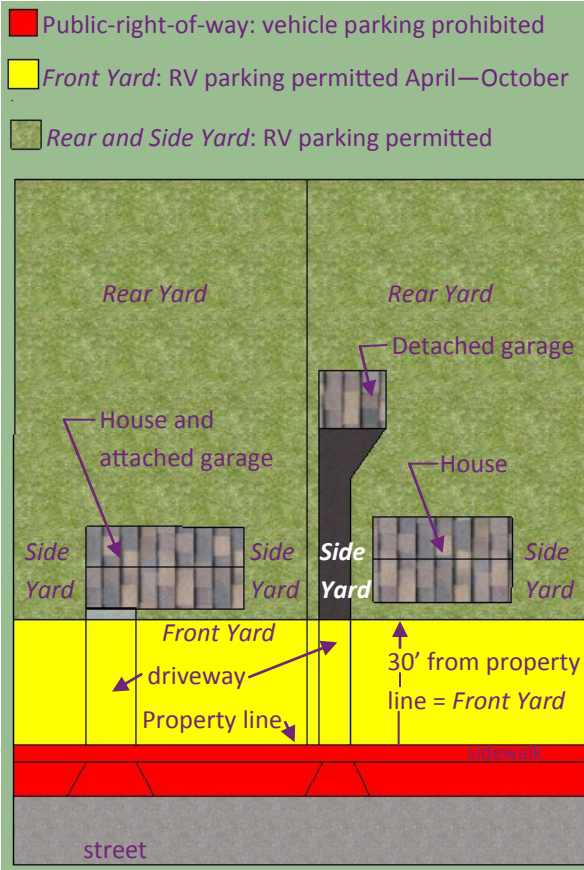 Public-right-of-way: vehicle parking prohibited
Front Yard: RV parking permitted April—October
Rear and Side Yard: RV parking permitted
Rear Yard
Rear Yard
Detached garage
House and
attached garage
House
Side
Yard
Side
Yard
Side
Yard
Side
Yard
Front Yard
driveway
30’ from property
line = Front Yard
Property line
sidewalk
street